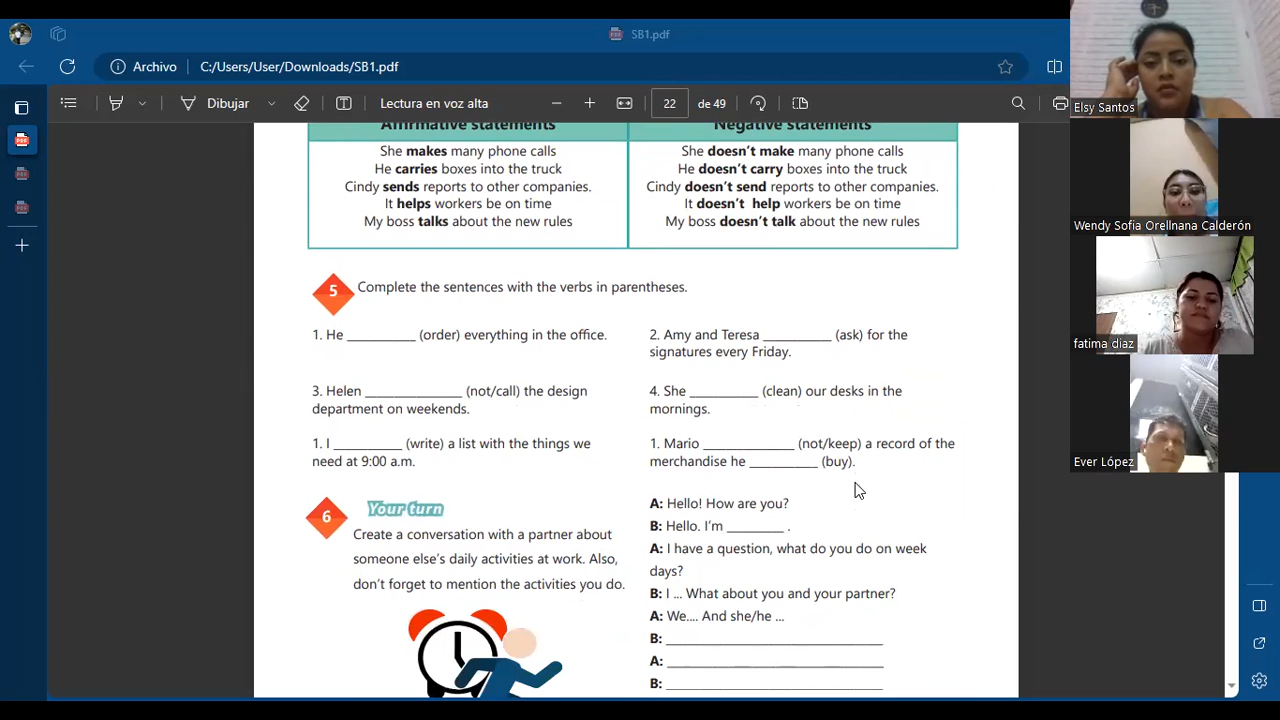 SB1.pdf
Archivo
C:/Users/User/Downloads/SB1.pdf
Dibujar
Lectura en voz alta
22
de 49
Affirmative statements
Negative statements
She makes many phone calls
He carries boxes into the truck
Cindy sends reports to other companies.
It helps workers be on time
My boss talks about the new rules
She doesn't make many phone calls
He doesn't carry boxes into the truck
Cindy doesn't send reports to other companies.
It doesn't help workers be on time
My boss doesn't talk about the new rules
5
Complete the sentences with the verbs in parentheses.
1. He __________ (order) everything in the office.
2. Amy and Teresa __________ (ask) for the
signatures every Friday.
3. Helen ______________ (not/call) the design
department on weekends.
4. She __________ (clean) our desks in the
mornings.
1. I __________ (write) a list with the things we
need at 9:00 a.m.
1. Mario _____________ (not/keep) a record of the
merchandise he __________ (buy).
6
Your turn
Create a conversation with a partner about
someone else's daily activities at work. Also,
don't forget to mention the activities you do.
A: Hello! How are you?
B: Hello. I'm ________ .
A: I have a question, what do you do on week
days?
B: I ... What about you and your partner?
A: We.... And she/he ...
B: ________________________________
A: ________________________________
B: ________________________________
Elsy Santos
Wendy Sofía Orellnana Calderón
fatima diaz
Ever López